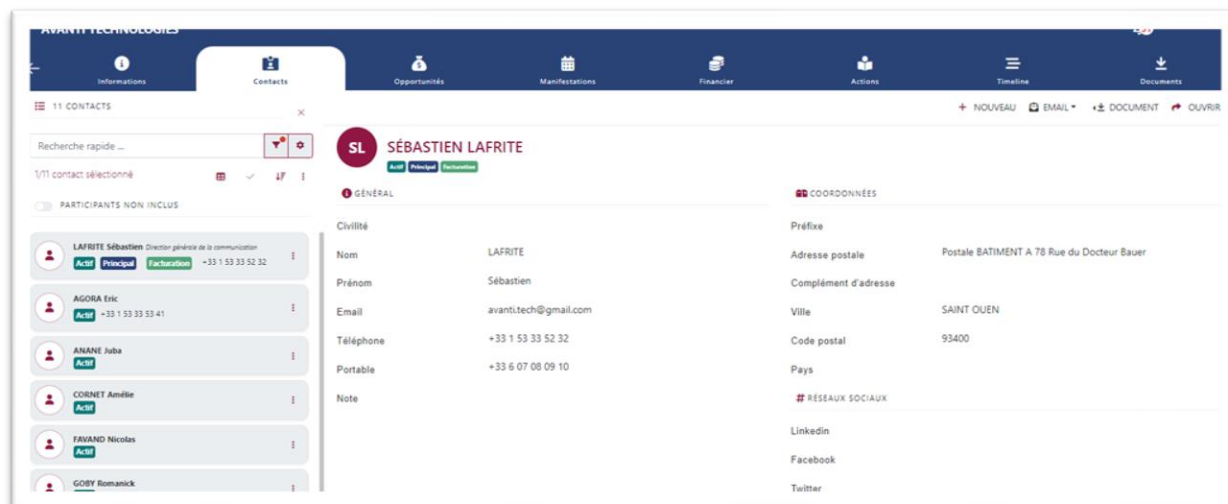 AVANTI TECHNOLOGIES
Informations
Contacts
Opportunités
Manifestations
Financier
Actions
Timeline
Documents
11 CONTACTS
NOUVEAU
EMAIL
DOCUMENT
OUVRIR
Recherche rapide ...
1/11 contact sélectionné
PARTICIPANTS NON INCLUS
LAFRITE Sébastien Direction générale de la communication
Actif Principal Facturation +33 1 53 33 52 32
AGORA Eric
Actif +33 1 53 33 53 41
ANANE Juba
Actif
CORNET Amélie
Actif
FAVAND Nicolas
Actif
GOBY Romanick
SL
SÉBASTIEN LAFRITE
Actif Principal Facturation
GÉNÉRAL
Civilité
Nom LAFRITE
Prénom Sébastien
Email avanti.tech@gmail.com
Téléphone +33 1 53 33 52 32
Portable +33 6 07 08 09 10
Note
COORDONNÉES
Préfixe
Adresse postale Postale BATIMENT A 78 Rue du Docteur Bauer
Complément d'adresse
Ville SAINT OUEN
Code postal 93400
Pays
RÉSEAUX SOCIAUX
Linkedin
Facebook
Twitter